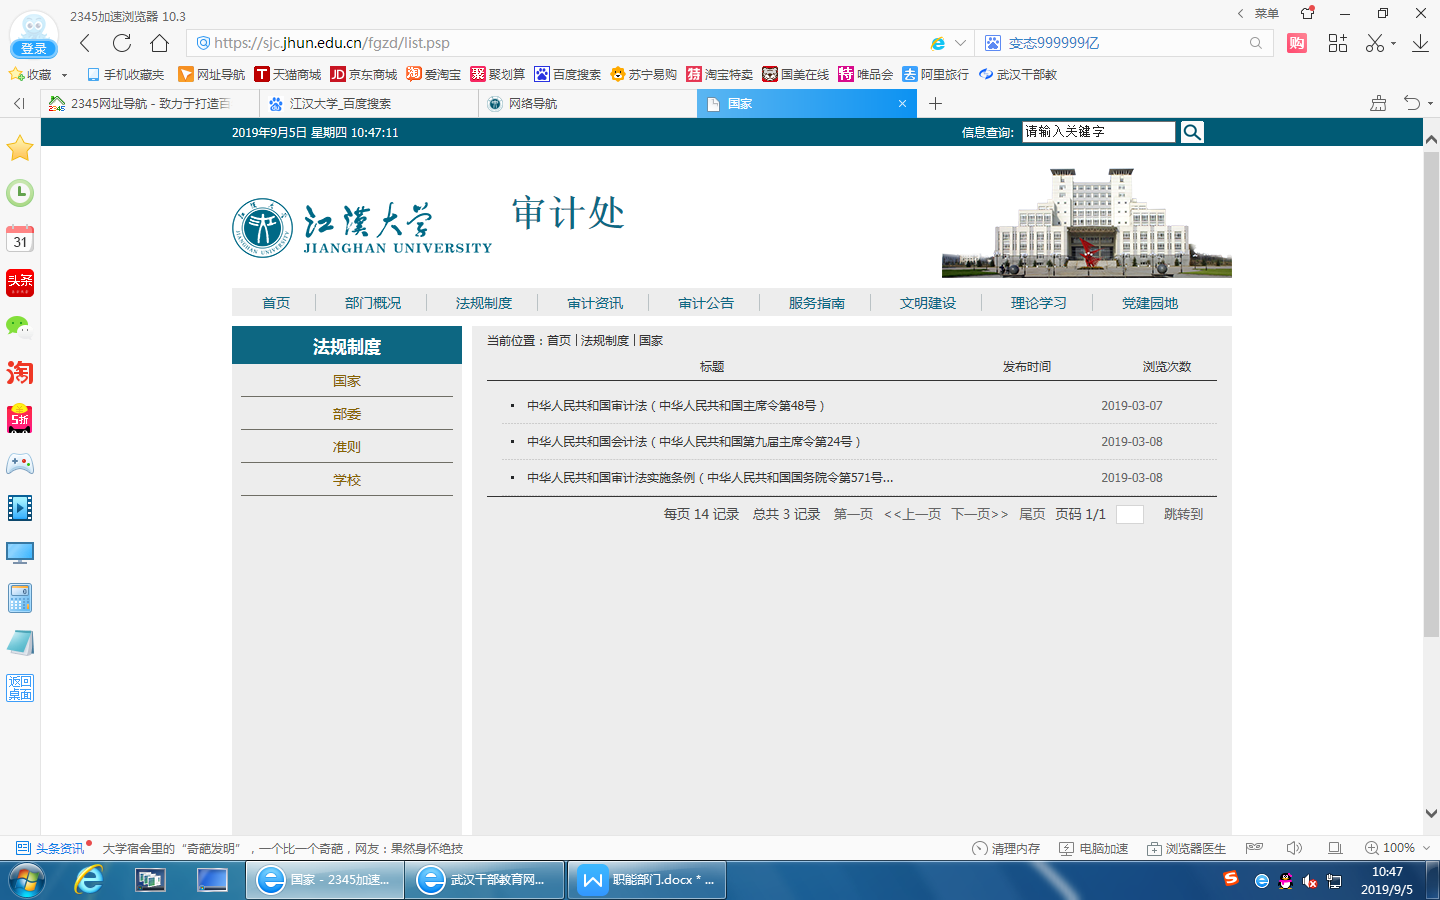 2345加速浏览器 10.3
菜单
登录
https://sjc.jhun.edu.cn/fgzd/list.psp
变态999999亿
购
收藏
手机收藏夹
网址导航
T 天猫商城
JD 京东商城
淘 爱淘宝
聚 聚划算
百度搜索
苏宁易购
特 淘宝特卖
国美在线
特 唯品会
去 阿里旅行
武汉干部教
2345网址导航 - 致力于打造百
江汉大学_百度搜索
网络导航
国家
2019年9月5日 星期四 10:47:11
信息查询:
请输入关键字
江漢大学
JIANGHAN UNIVERSITY
审计处
首页
部门概况
法规制度
审计资讯
审计公告
服务指南
文明建设
理论学习
党建园地
法规制度
国家
部委
准则
学校
当前位置：首页 | 法规制度 | 国家
标题 发布时间 浏览次数
中华人民共和国审计法（中华人民共和国主席令第48号） 2019-03-07
中华人民共和国会计法（中华人民共和国第九届主席令第24号） 2019-03-08
中华人民共和国审计法实施条例（中华人民共和国国务院令第571号... 2019-03-08
每页 14 记录 总共 3 记录 第一页 <<上一页 下一页>> 尾页 页码 1/1 跳转到
31
头条
淘
5折
返回
桌面
头条资讯
大学宿舍里的“奇葩发明”，一个比一个奇葩，网友：果然身怀绝技
清理内存
电脑加速
浏览器医生
100%
国家 - 2345加速...
武汉干部教育网...
职能部门.docx * ...
10:47
2019/9/5